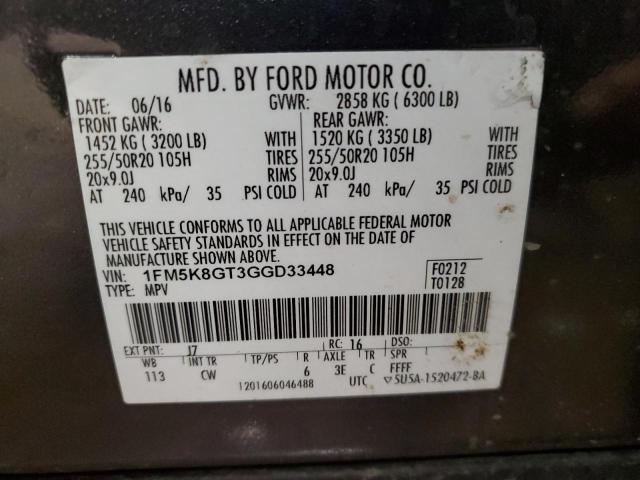 MFD. BY FORD MOTOR CO.
DATE: 06/16 GVWR: 2858 KG ( 6300 LB)
FRONT GAWR: REAR GAWR:
1452 KG ( 3200 LB) WITH 1520 KG ( 3350 LB) WITH
255/50R20 105H TIRES 255/50R20 105H TIRES
20x9.0J RIMS 20x9.0J RIMS
AT 240 kPa/ 35 PSI COLD AT 240 kPa/ 35 PSI COLD
THIS VEHICLE CONFORMS TO ALL APPLICABLE FEDERAL MOTOR
VEHICLE SAFETY STANDARDS IN EFFECT ON THE DATE OF
MANUFACTURE SHOWN ABOVE.
VIN: 1FM5K8GT3GGD33448 F0212
TYPE: MPV T0128
EXT PNT: J7 RC: 16 DSO:
WB INT TR TP/PS R AXLE TR SPR
113 CW 6 3E C FFFF
1201606046488 UTC ▽5U5A-1520472-BA